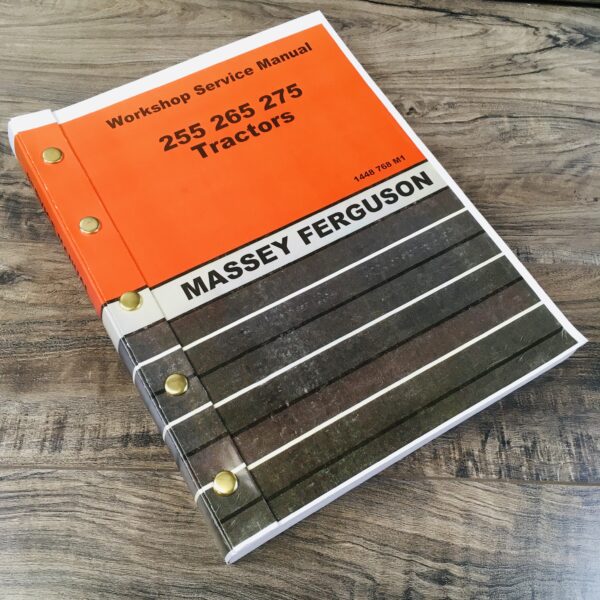 Workshop Service Manual
255 265 275
Tractors
1448 768 M1
MASSEY FERGUSON